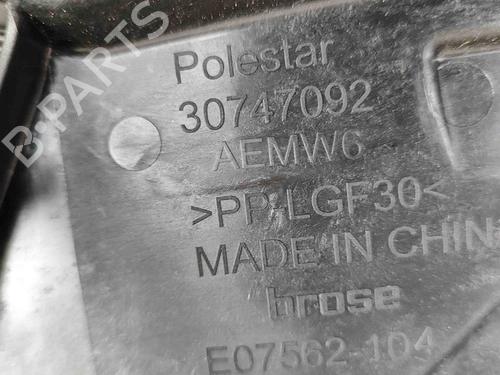 B-PARTS
Polestar
30747092
AEMW6
>PP-LGF30<
MADE IN CHIN
brose
E07562-104